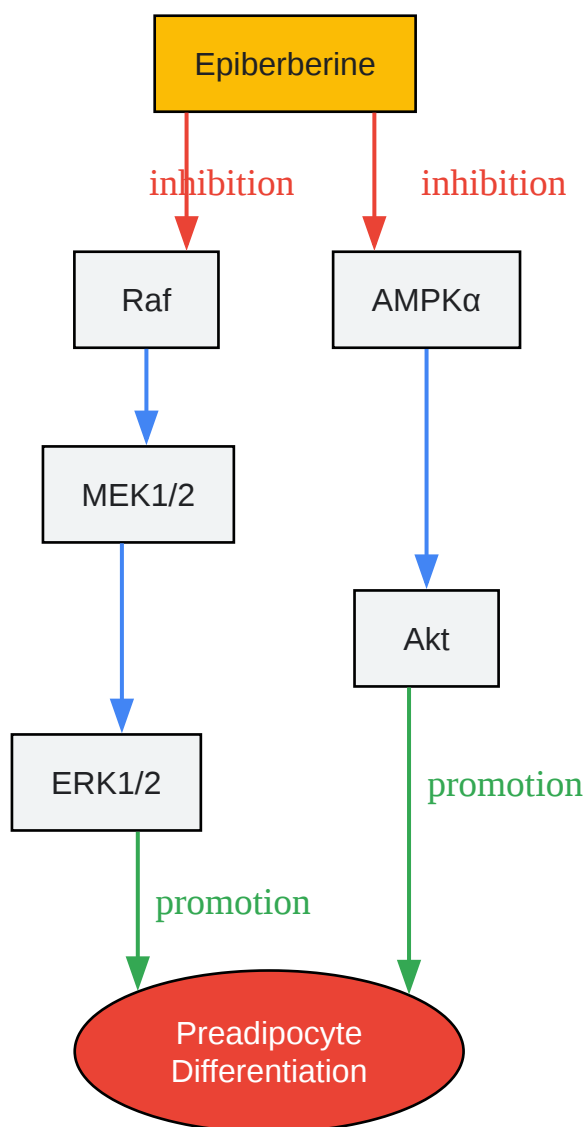 Epiberberine
inhibition
inhibition
Raf
AMPKα
MEK1/2
Akt
ERK1/2
promotion
promotion
Preadipocyte
Differentiation